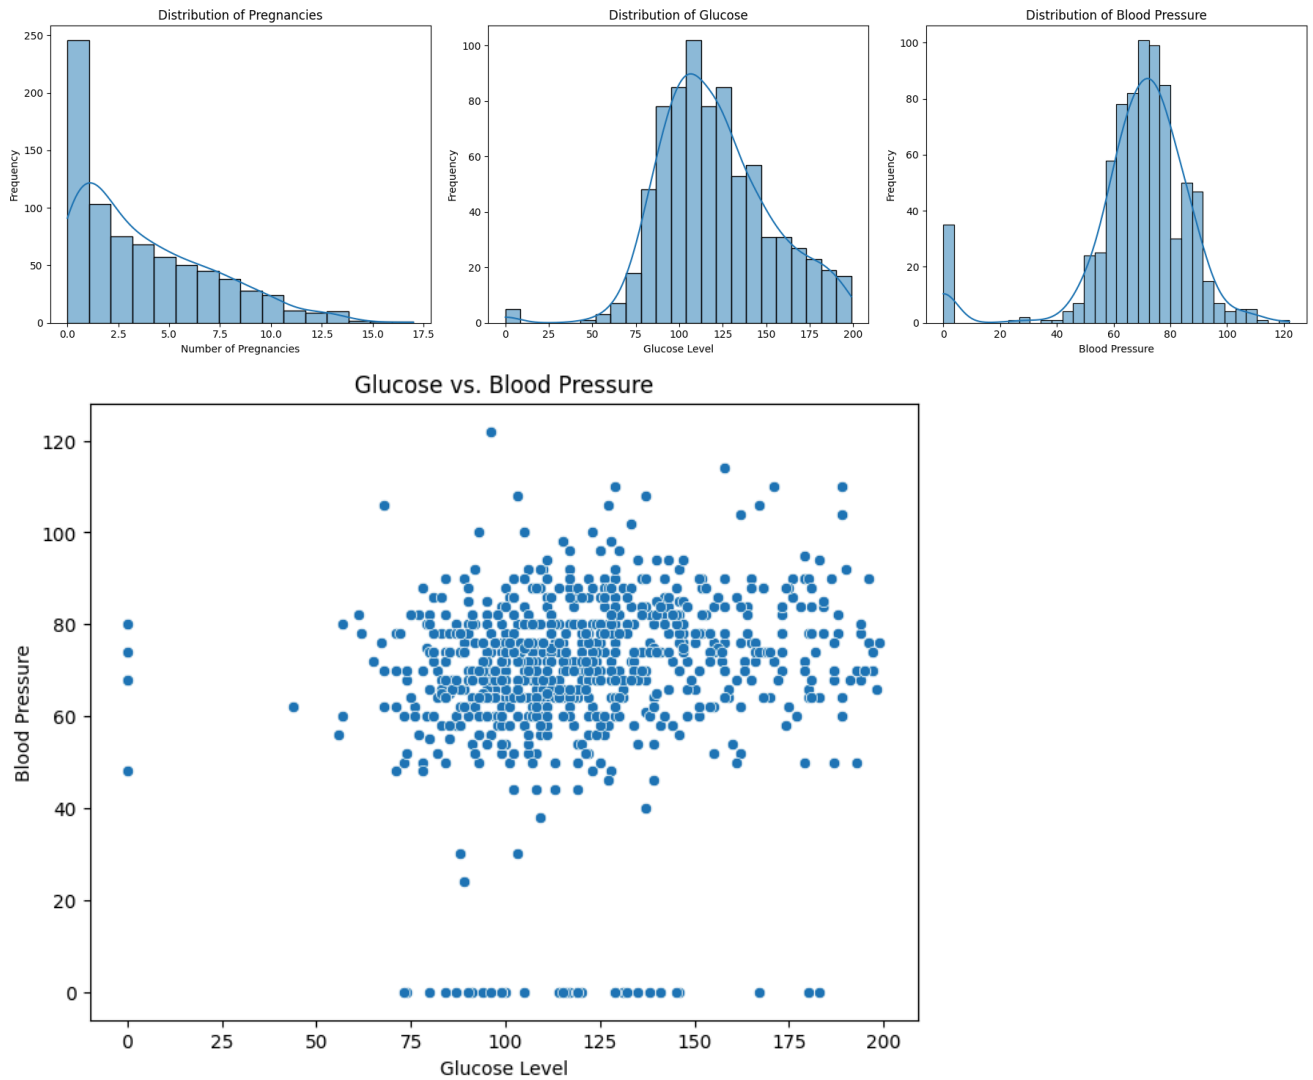 Distribution of Pregnancies
Distribution of Glucose
Distribution of Blood Pressure
250
200
150
100
50
0
Frequency
0.0 2.5 5.0 7.5 10.0 12.5 15.0 17.5
Number of Pregnancies
100
80
60
40
20
0
Frequency
0 25 50 75 100 125 150 175 200
Glucose Level
100
80
60
40
20
0
Frequency
0 20 40 60 80 100 120
Blood Pressure
Glucose vs. Blood Pressure
120
100
80
60
40
20
0
Blood Pressure
0 25 50 75 100 125 150 175 200
Glucose Level